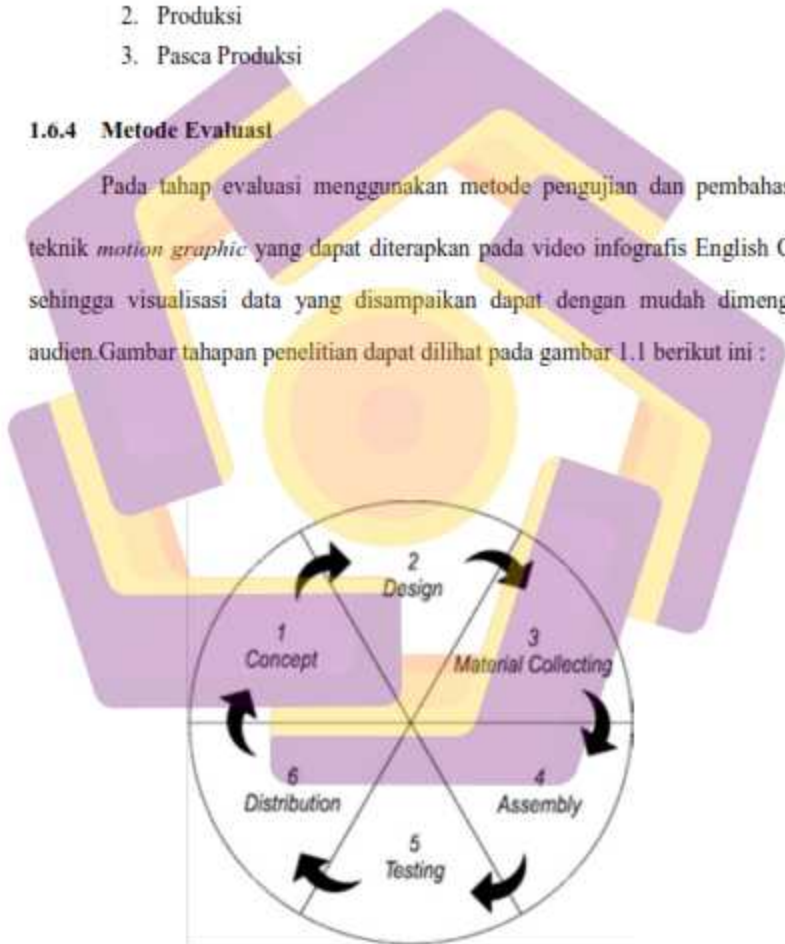 2. Produksi
3. Pasca Produksi
1.6.4 Metode Evaluasi
Pada tahap evaluasi menggunakan metode pengujian dan pembahas
teknik motion graphic yang dapat diterapkan pada video infografis English C
sehingga visualisasi data yang disampaikan dapat dengan mudah dimeng
audien.Gambar tahapan penelitian dapat dilihat pada gambar 1.1 berikut ini :
2
Design
1
Concept
3
Material Collecting
6
Distribution
4
Assembly
5
Testing